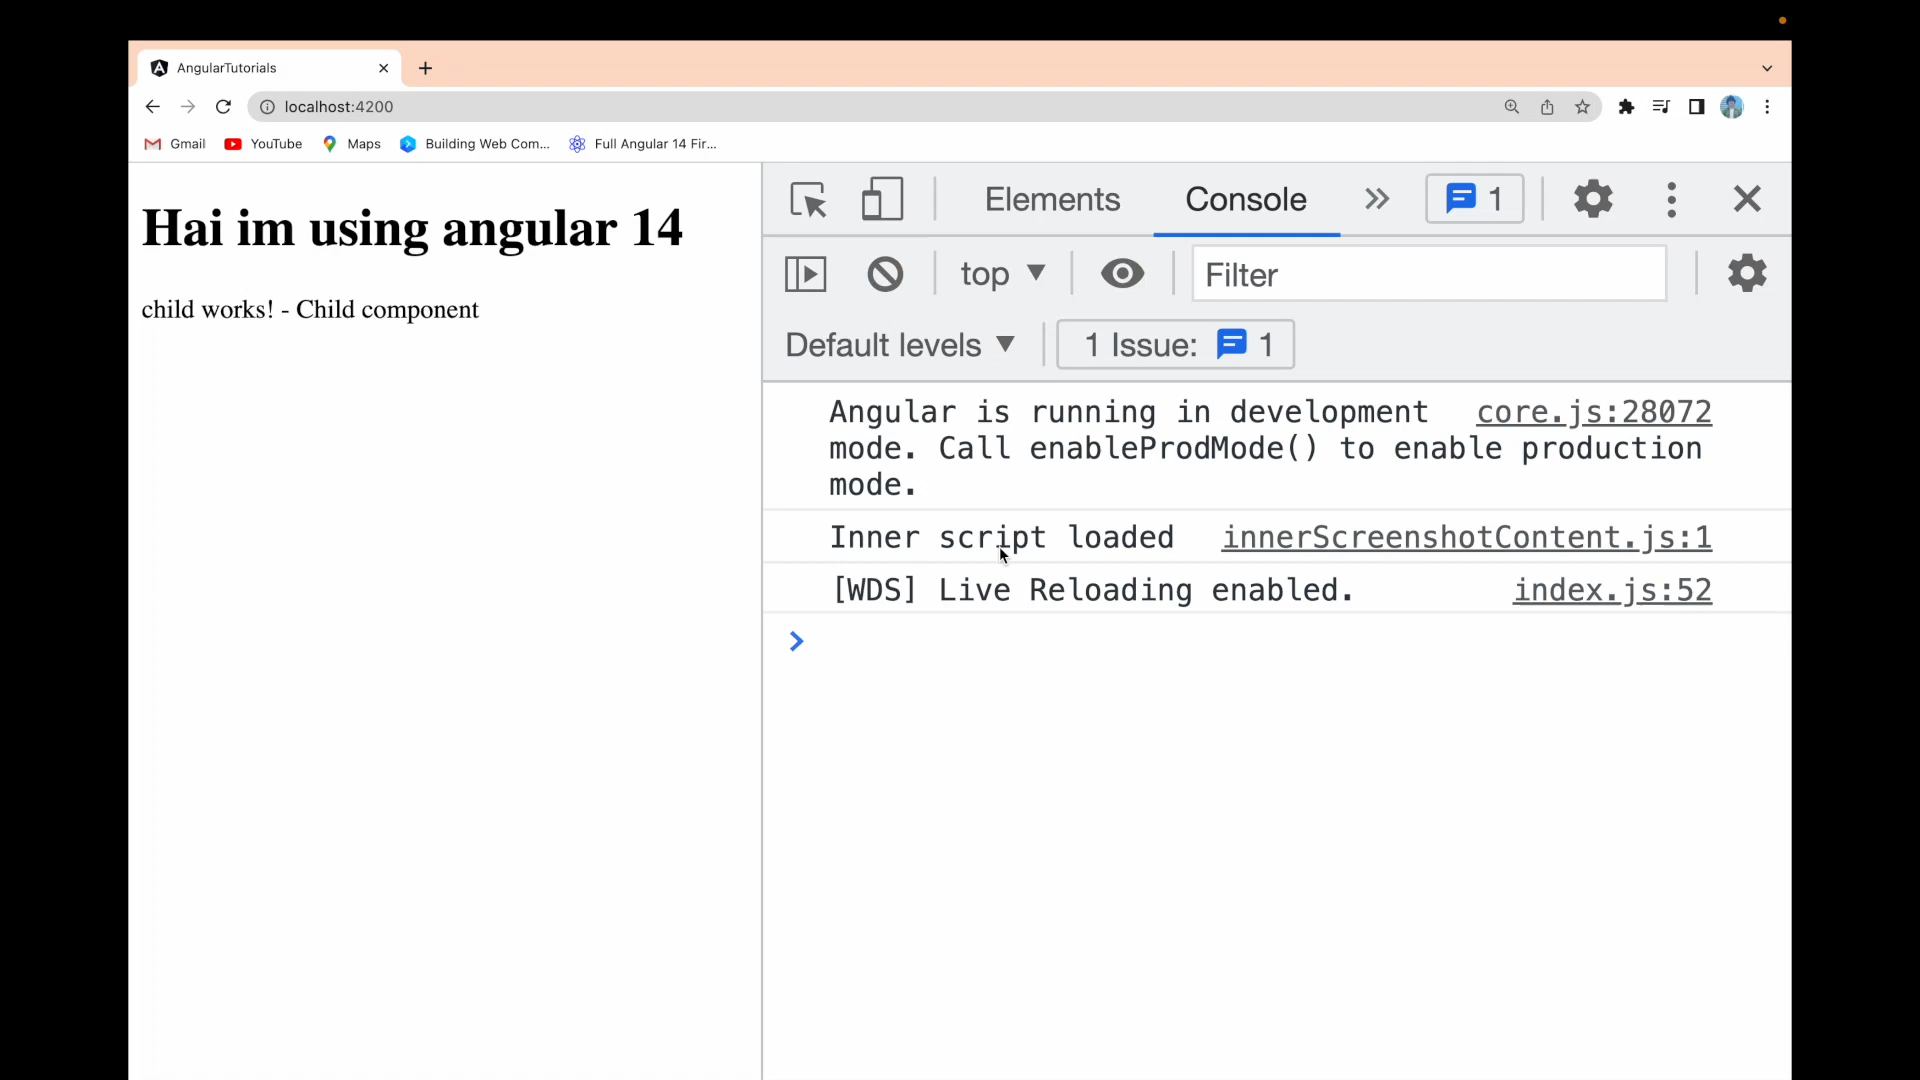 AngularTutorials
localhost:4200
Gmail YouTube Maps Building Web Com... Full Angular 14 Fir...
Hai im using angular 14
child works! - Child component
Elements Console 1
top Filter
Default levels 1 Issue: 1
Angular is running in development core.js:28072
mode. Call enableProdMode() to enable production
mode.
Inner script loaded innerScreenshotContent.js:1
[WDS] Live Reloading enabled. index.js:52